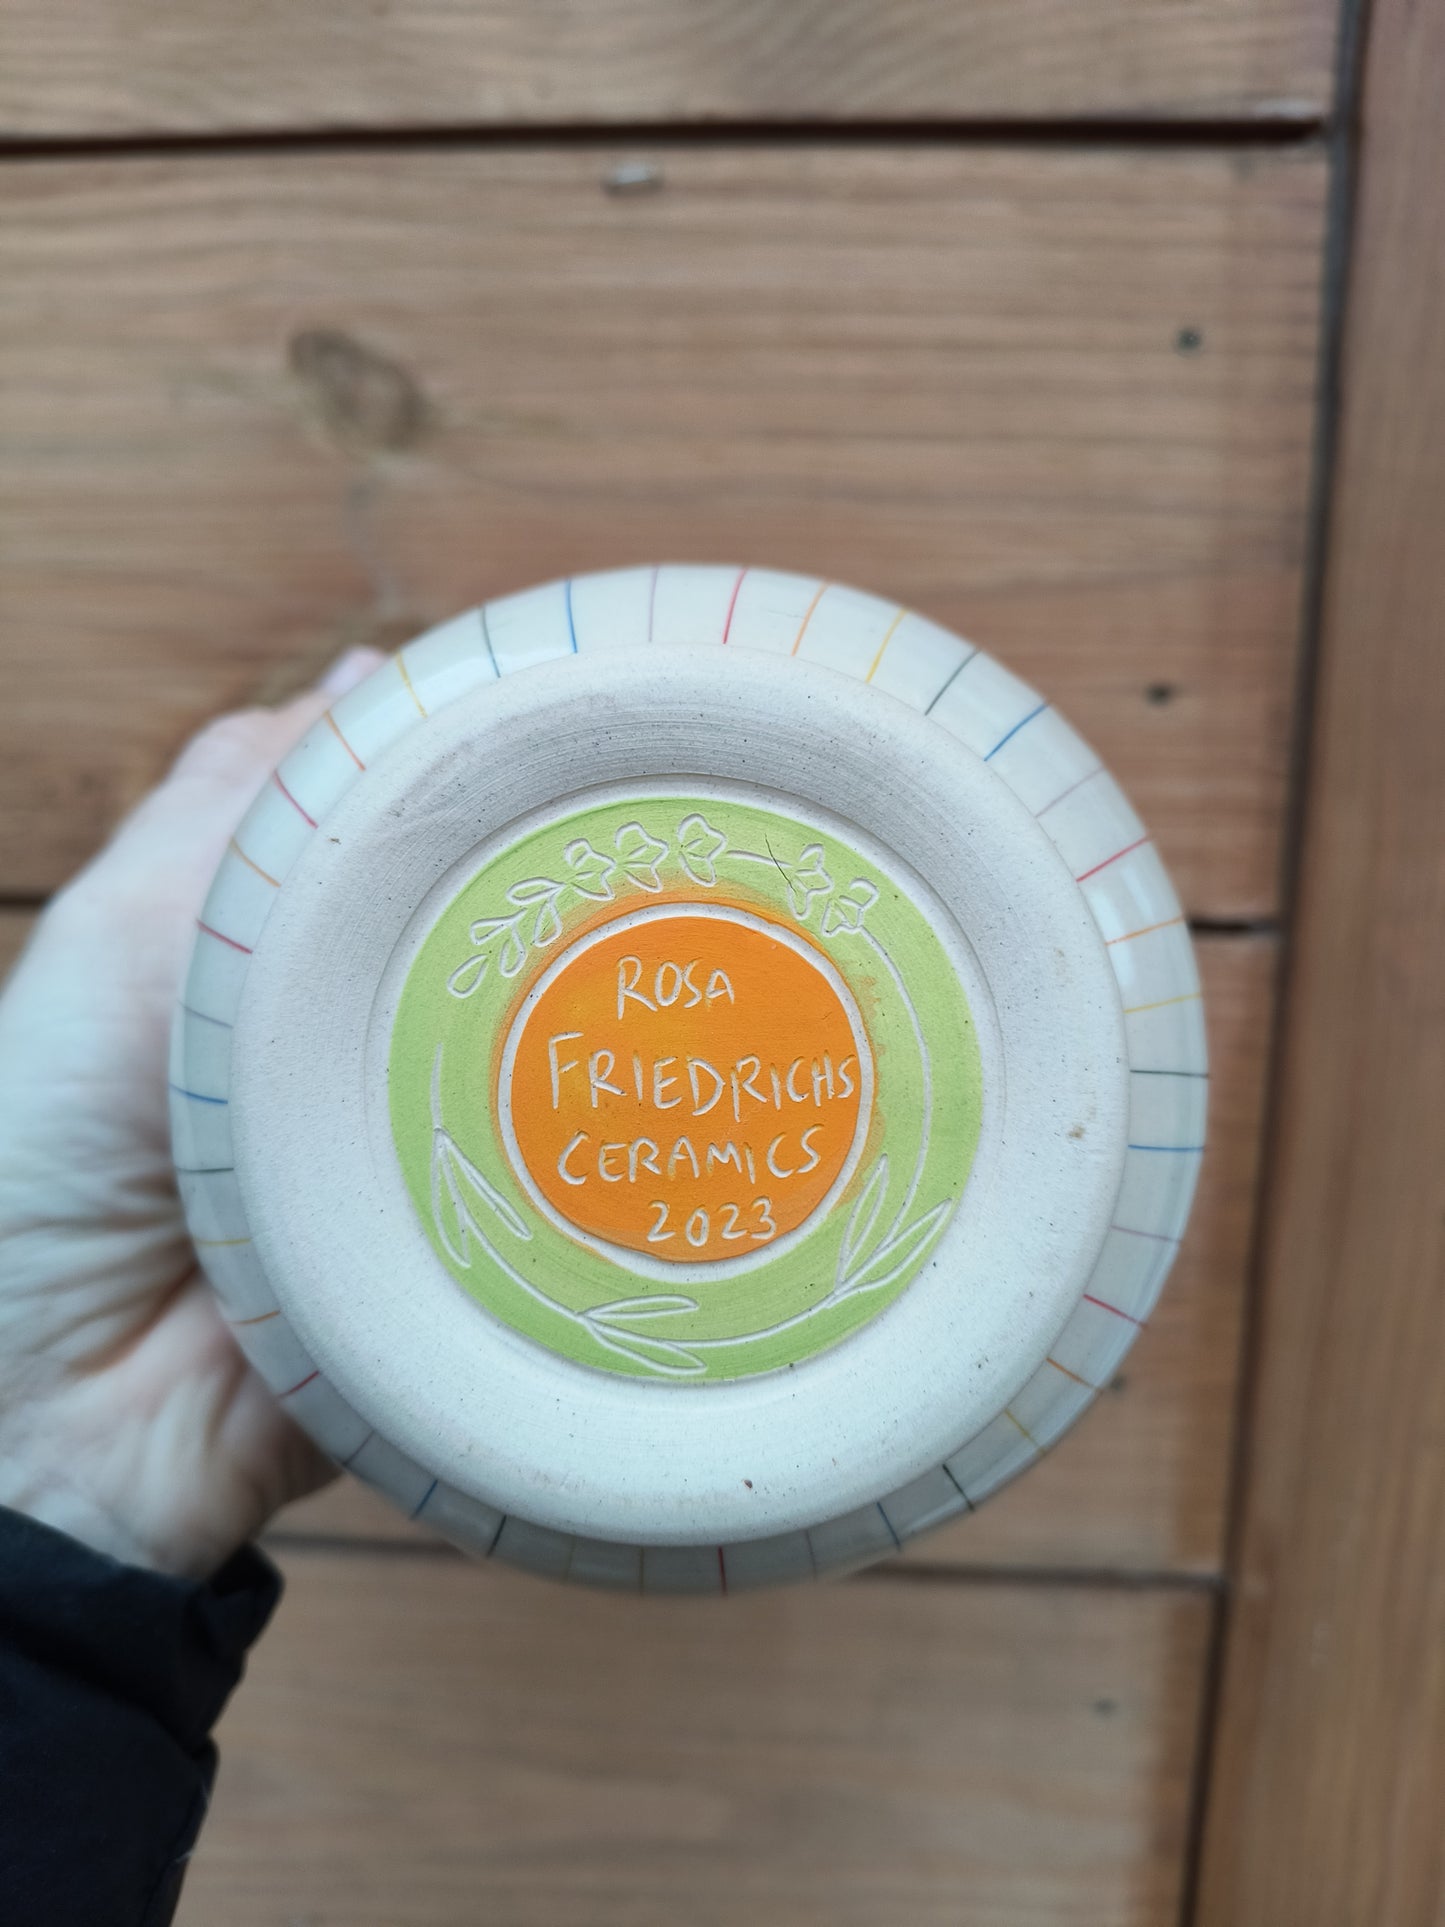 ROSA
FRIEDRICHS
CERAMICS
2023